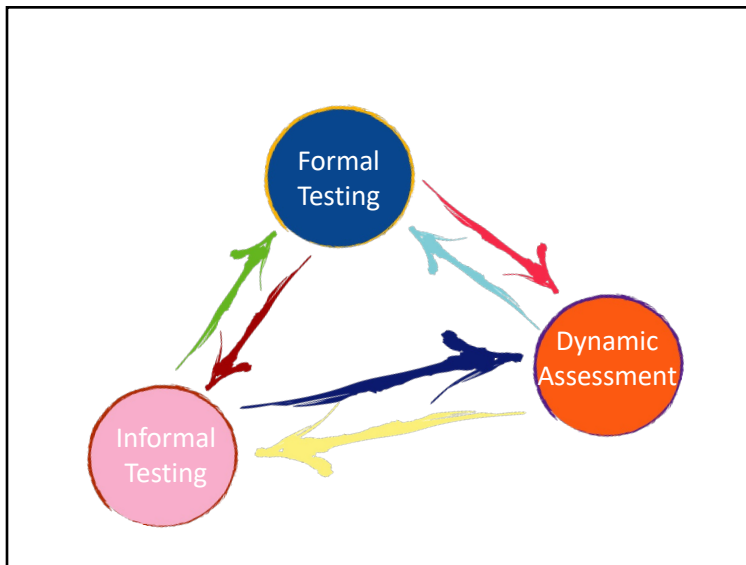 Formal
Testing
Dynamic
Assessment
Informal
Testing